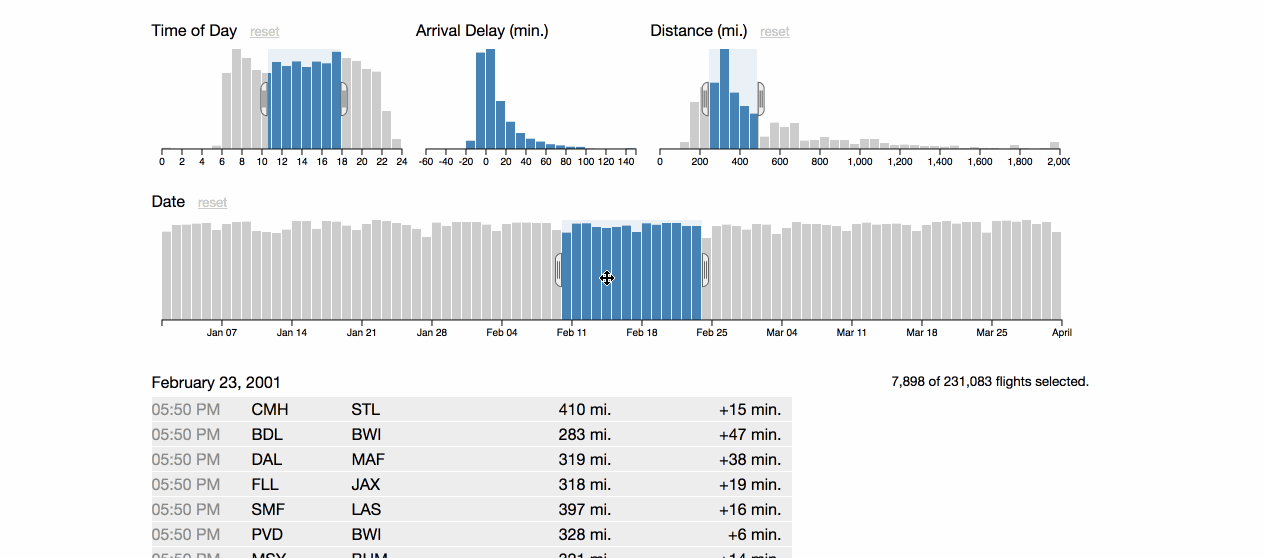 Time of Day reset Arrival Delay (min.) Distance (mi.) reset
0 2 4 6 8 10 12 14 16 18 20 22 24 -60 -40 -20 0 20 40 60 80 100 120 140 0 200 400 600 800 1,000 1,200 1,400 1,600 1,800 2,000
Date reset
Jan 07 Jan 14 Jan 21 Jan 28 Feb 04 Feb 11 Feb 18 Feb 25 Mar 04 Mar 11 Mar 18 Mar 25 April
February 23, 2001 7,898 of 231,083 flights selected.
05:50 PM CMH STL 410 mi. +15 min.
05:50 PM BDL BWI 283 mi. +47 min.
05:50 PM DAL MAF 319 mi. +38 min.
05:50 PM FLL JAX 318 mi. +19 min.
05:50 PM SMF LAS 397 mi. +16 min.
05:50 PM PVD BWI 328 mi. +6 min.